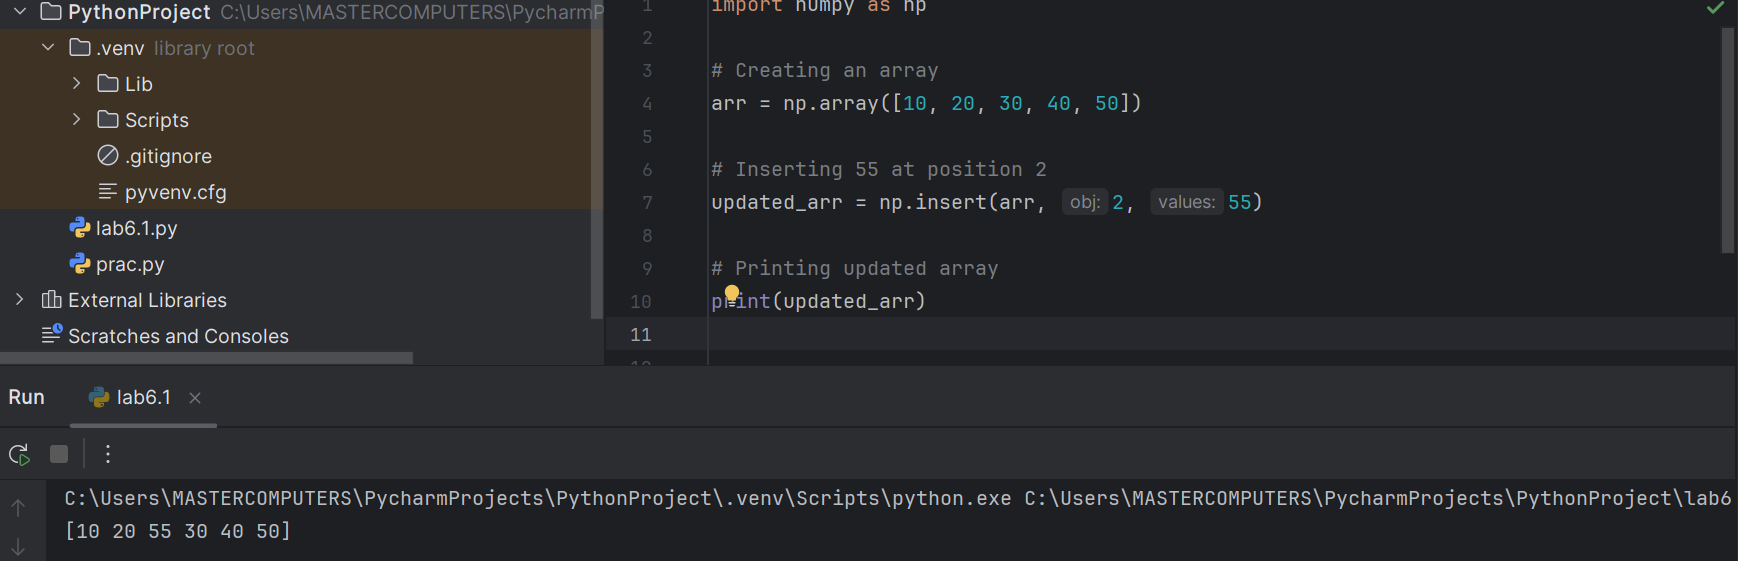 PythonProject C:\Users\MASTERCOMPUTERS\PycharmP
.venv library root
Lib
Scripts
.gitignore
pyvenv.cfg
lab6.1.py
prac.py
External Libraries
Scratches and Consoles
1 import numpy as np
2
3 # Creating an array
4 arr = np.array([10, 20, 30, 40, 50])
5
6 # Inserting 55 at position 2
7 updated_arr = np.insert(arr, obj: 2, values: 55)
8
9 # Printing updated array
10 print(updated_arr)
11
Run lab6.1
C:\Users\MASTERCOMPUTERS\PycharmProjects\PythonProject\.venv\Scripts\python.exe C:\Users\MASTERCOMPUTERS\PycharmProjects\PythonProject\lab6
[10 20 55 30 40 50]